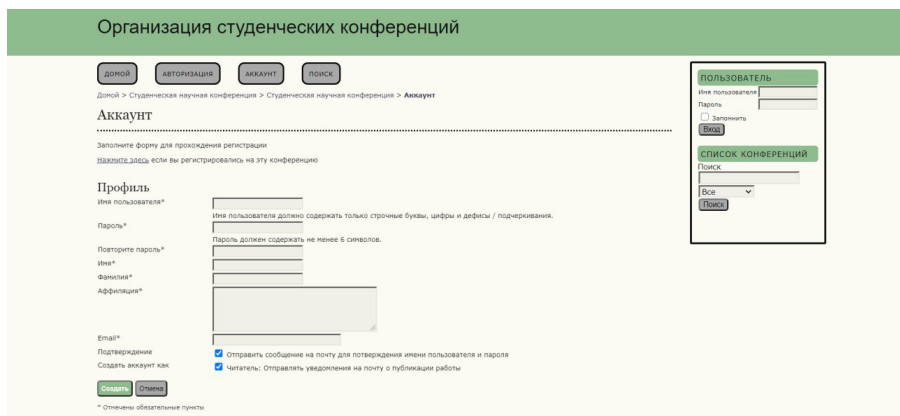 Организация студенческих конференций
ДОМОЙ
АВТОРИЗАЦИЯ
АККАУНТ
ПОИСК
Домой > Студенческая научная конференция > Студенческая научная конференция > Аккаунт
Аккаунт
Заполните форму для прохождения регистрации
Нажмите здесь если вы регистрировались на эту конференцию
Профиль
Имя пользователя*
Имя пользователя должно содержать только строчные буквы, цифры и дефисы / подчеркивания.
Пароль*
Пароль должен содержать не менее 6 символов.
Повторите пароль*
Имя*
Фамилия*
Аффиляция*
Email*
Подтверждение
Отправить сообщение на почту для потверждения имени пользователя и пароля
Создать аккаунт как
Читатель: Отправлять уведомления на почту о публикации работы
Создать
Отмена
* Отмечены обязательные пункты
ПОЛЬЗОВАТЕЛЬ
Имя пользователя
Пароль
Запомнить
Вход
СПИСОК КОНФЕРЕНЦИЙ
Поиск
Все
Поиск